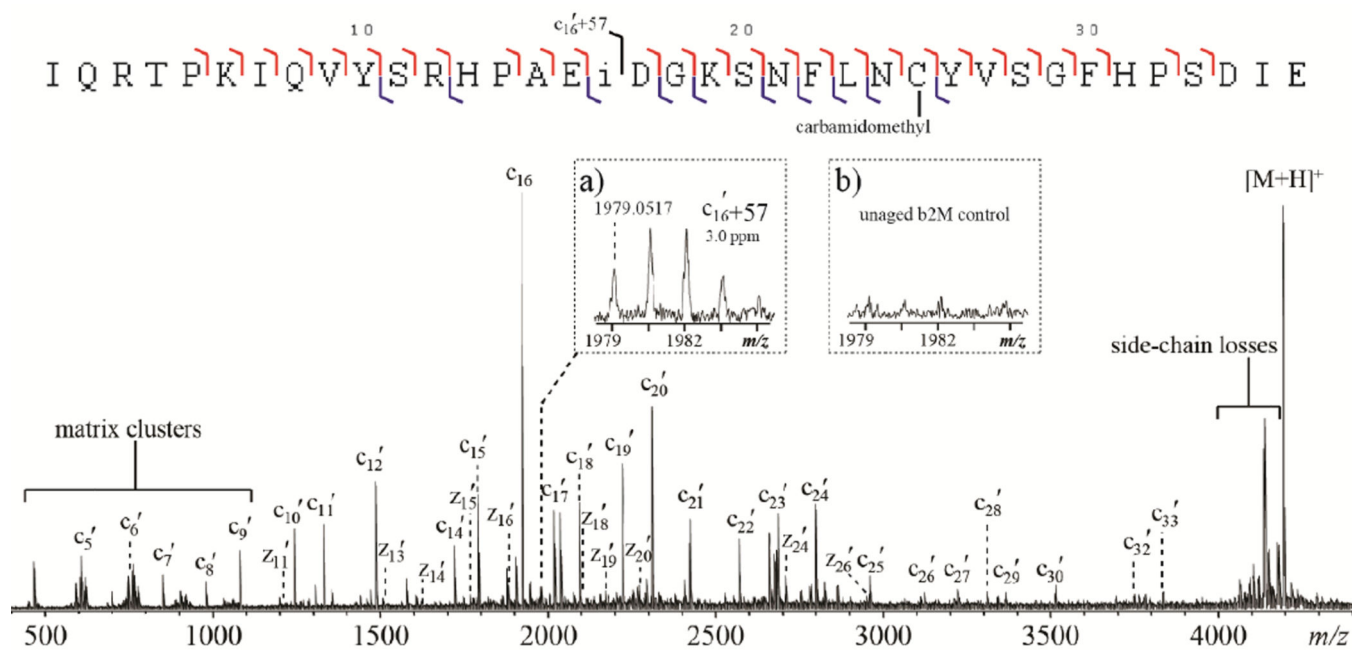 c₁₆′+57
10 20 30
I Q R T P K I Q V Y S R H P A E i D G K S N F L N C Y V S G F H P S D I E
carbamidomethyl
a)
1979.0517
c₁₆′+57
3.0 ppm
1979 1982 m/z
b)
unaged b2M control
1979 1982 m/z
[M+H]⁺
side-chain losses
matrix clusters
c₅′
c₆′
c₇′
c₈′
c₉′
c₁₀′
z₁₁′
c₁₁′
c₁₂′
z₁₃′
z₁₄′
c₁₄′
z₁₅′
c₁₅′
z₁₆′
c₁₆
c₁₇′
c₁₈′
z₁₈′
z₁₉′
c₁₉′
z₂₀′
c₂₀′
c₂₁′
c₂₂′
c₂₃′
z₂₄′
c₂₄′
z₂₆′
c₂₅′
c₂₆′
c₂₇′
c₂₈′
c₂₉′
c₃₀′
c₃₂′
c₃₃′
500 1000 1500 2000 2500 3000 3500 4000 m/z